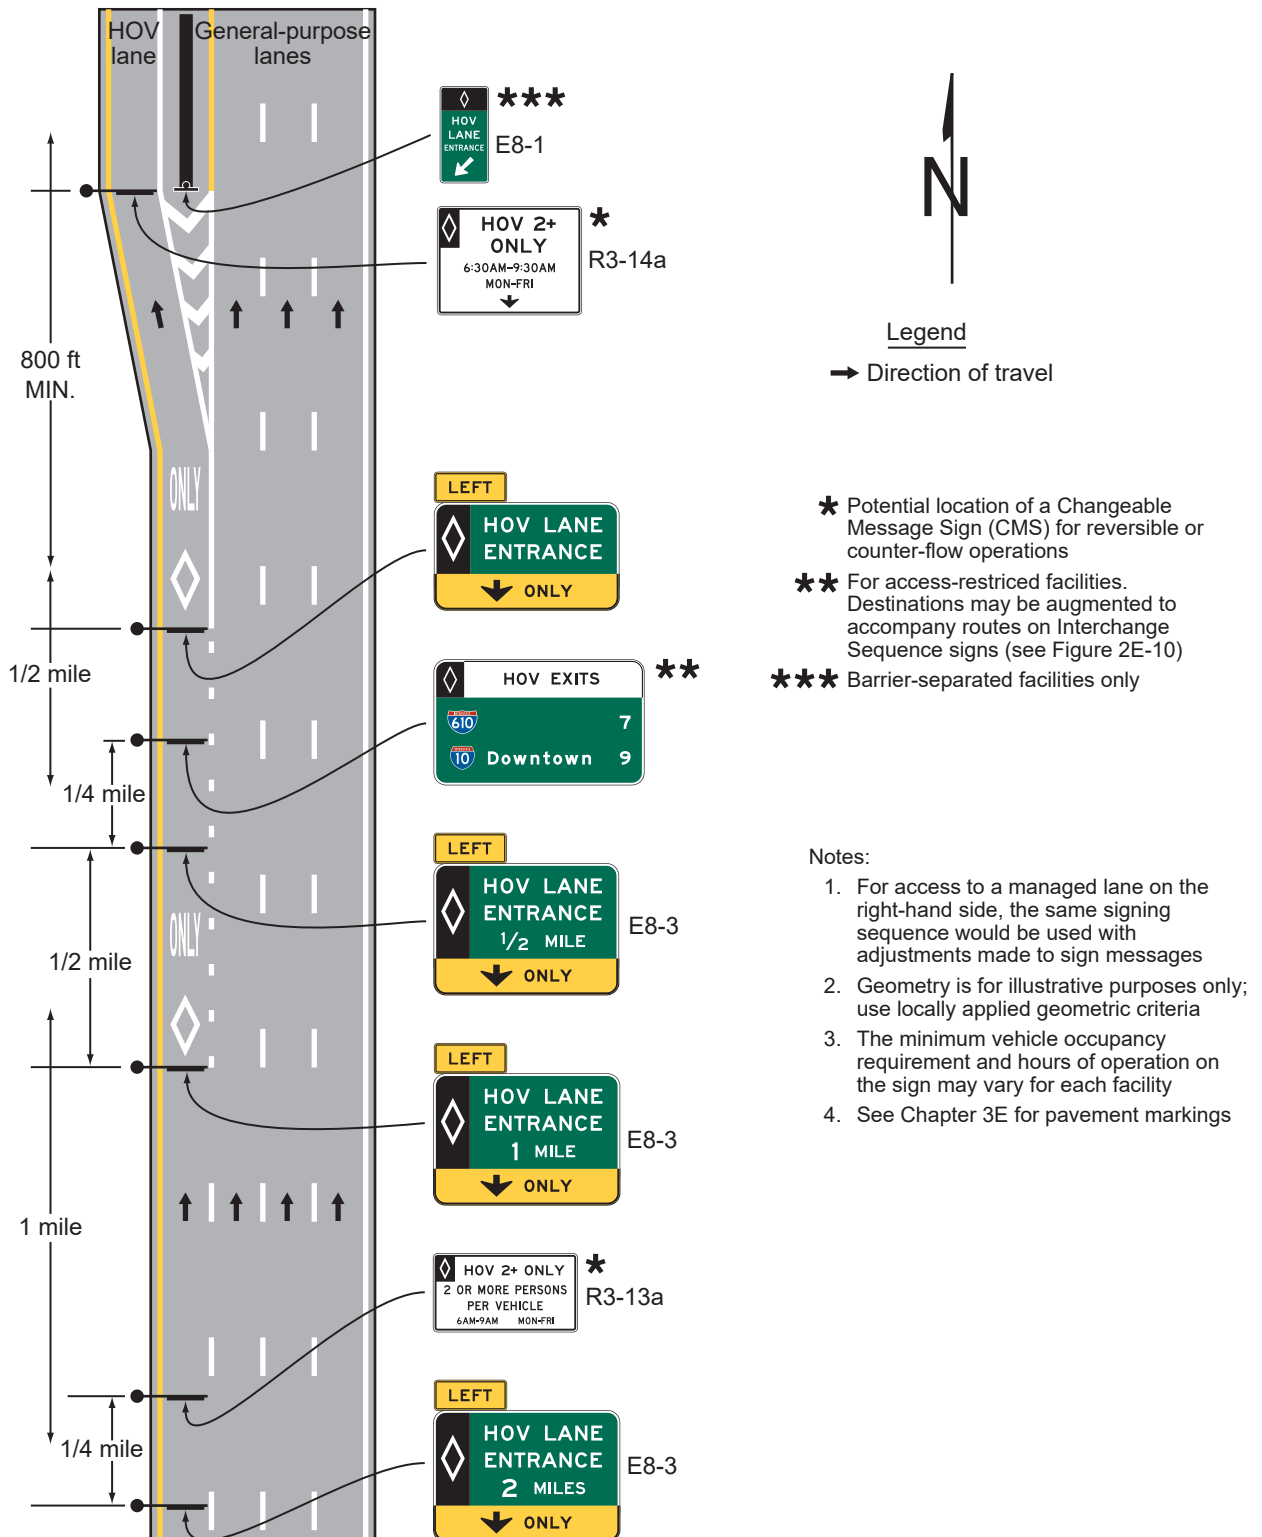 HOV
lane
General-purpose
lanes
HOV
LANE
ENTRANCE
***
E8-1
HOV 2+
ONLY
6:30AM–9:30AM
MON-FRI
*
R3-14a
N
Legend
Direction of travel
800 ft
MIN.
ONLY
LEFT
HOV LANE
ENTRANCE
ONLY
* Potential location of a Changeable
Message Sign (CMS) for reversible or
counter-flow operations
** For access-restriced facilities.
Destinations may be augmented to
accompany routes on Interchange
Sequence signs (see Figure 2E-10)
*** Barrier-separated facilities only
1/2 mile
HOV EXITS
**
INTERSTATE
610
7
INTERSTATE
10
Downtown 9
1/4 mile
LEFT
HOV LANE
ENTRANCE
1/2 MILE
ONLY
E8-3
ONLY
1/2 mile
Notes:
1. For access to a managed lane on the
right-hand side, the same signing
sequence would be used with
adjustments made to sign messages
2. Geometry is for illustrative purposes only;
use locally applied geometric criteria
3. The minimum vehicle occupancy
requirement and hours of operation on
the sign may vary for each facility
4. See Chapter 3E for pavement markings
LEFT
HOV LANE
ENTRANCE
1 MILE
ONLY
E8-3
1 mile
HOV 2+ ONLY
2 OR MORE PERSONS
PER VEHICLE
6AM-9AM MON-FRI
*
R3-13a
1/4 mile
LEFT
HOV LANE
ENTRANCE
2 MILES
ONLY
E8-3